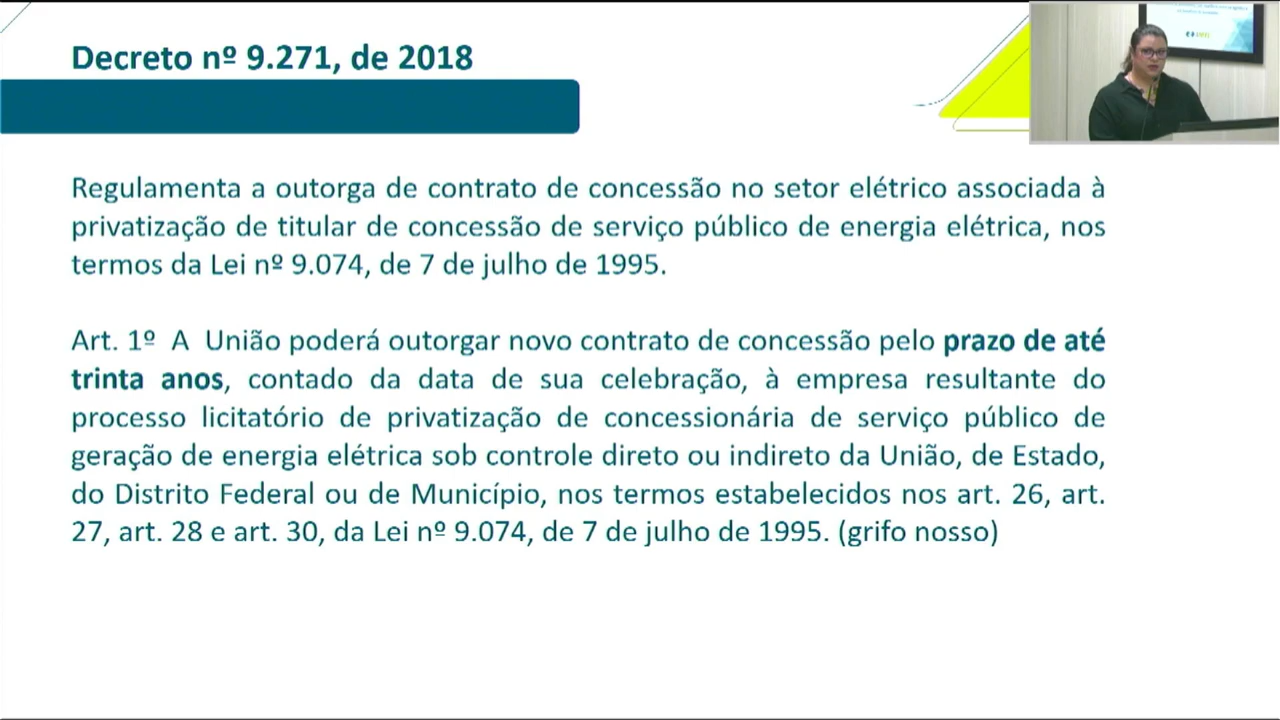 Decreto nº 9.271, de 2018
Regulamenta a outorga de contrato de concessão no setor elétrico associada à
privatização de titular de concessão de serviço público de energia elétrica, nos
termos da Lei nº 9.074, de 7 de julho de 1995.
Art. 1º A União poderá outorgar novo contrato de concessão pelo prazo de até
trinta anos, contado da data de sua celebração, à empresa resultante do
processo licitatório de privatização de concessionária de serviço público de
geração de energia elétrica sob controle direto ou indireto da União, de Estado,
do Distrito Federal ou de Município, nos termos estabelecidos nos art. 26, art.
27, art. 28 e art. 30, da Lei nº 9.074, de 7 de julho de 1995. (grifo nosso)